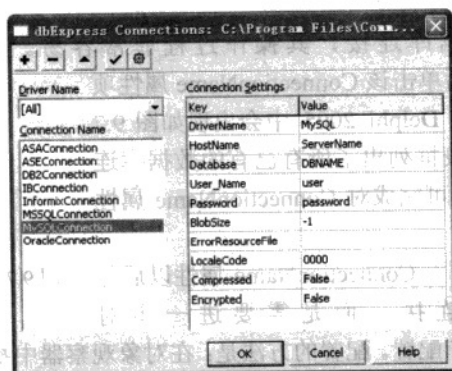 dbExpress Connections: C:\Program Files\Comm...
Driver Name
[All]
Connection Name
ASAConnection
ASEConnection
DB2Connection
IBConnection
InformixConnection
MSSQLConnection
MySQLConnection
OracleConnection
Connection Settings
Key Value
DriverName MySQL
HostName ServerName
Database DBNAME
User_Name user
Password password
BlobSize -1
ErrorResourceFile
LocaleCode 0000
Compressed False
Encrypted False
OK Cancel Help